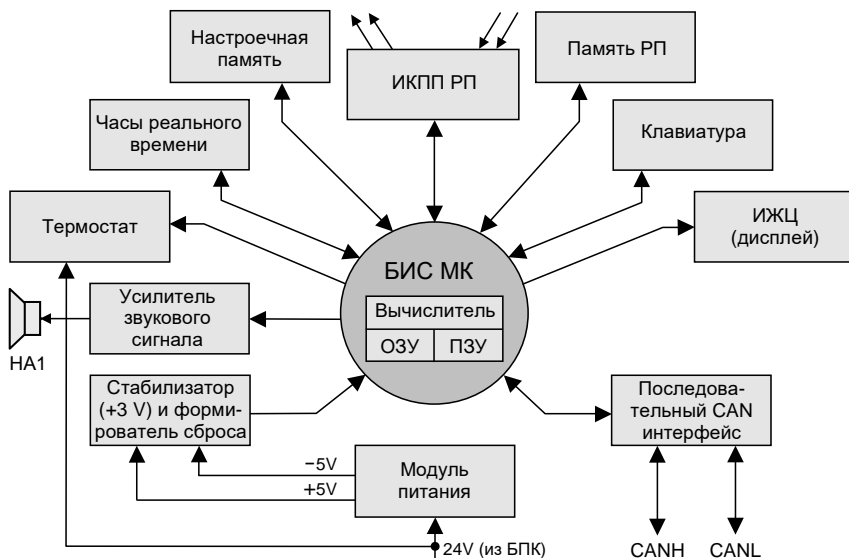 Настроечная
память
ИКПП РП
Память РП
Часы реального
времени
Клавиатура
Термостат
ИЖЦ
(дисплей)
БИС МК
Вычислитель
ОЗУ
ПЗУ
Усилитель
звукового
сигнала
НА1
Стабилизатор
(+3 V) и форми-
рователь сброса
Последова-
тельный CAN
интерфейс
−5V
+5V
Модуль
питания
24V (из БПК)
CANH
CANL